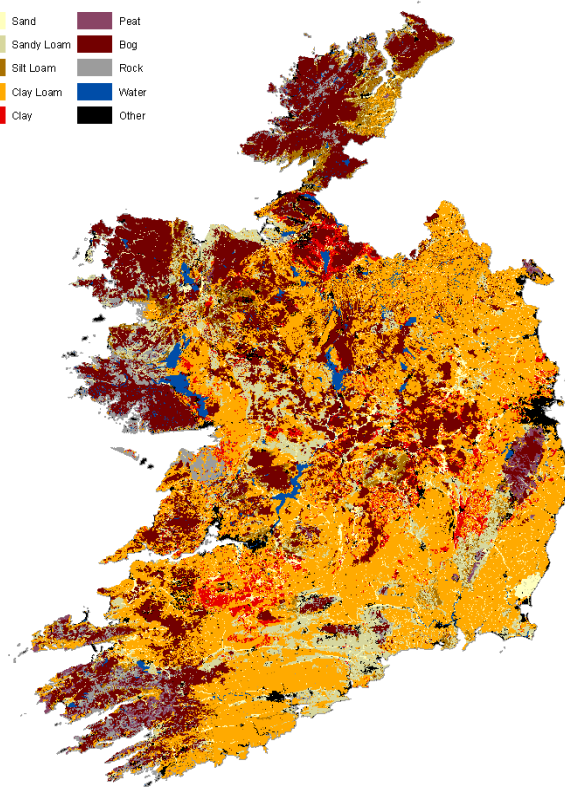 Sand
Sandy Loam
Silt Loam
Clay Loam
Clay
Peat
Bog
Rock
Water
Other